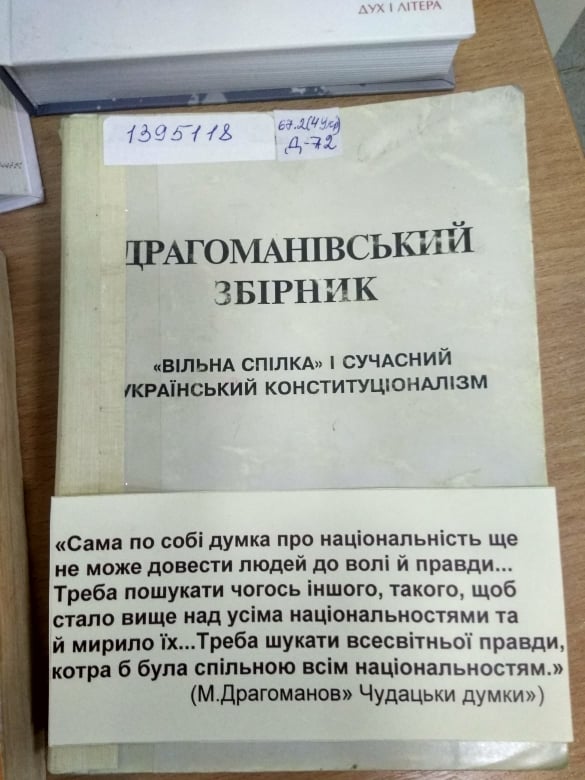 ДУХ І ЛІТЕРА
1395118
67.2(4Укр)
Д-72
ДРАГОМАНІВСЬКИЙ
ЗБІРНИК
«ВІЛЬНА СПІЛКА» І СУЧАСНИЙ
УКРАЇНСЬКИЙ КОНСТИТУЦІОНАЛІЗМ
«Сама по собі думка про національність ще
не може довести людей до волі й правди...
Треба пошукати чогось іншого, такого, щоб
стало вище над усіма національностями та
й мирило їх...Треба шукати всесвітньої правди,
котра б була спільною всім національностям.»
(М.Драгоманов» Чудацьки думки»)